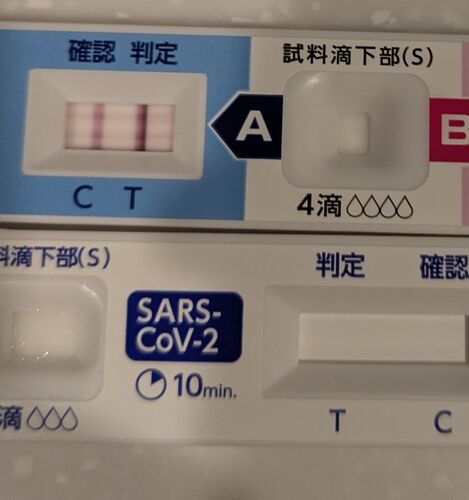 確認 判定
C T
A
試料滴下部(S)
4滴
B
料滴下部(S)
滴
SARS-
CoV-2
10min.
判定 確認
T C